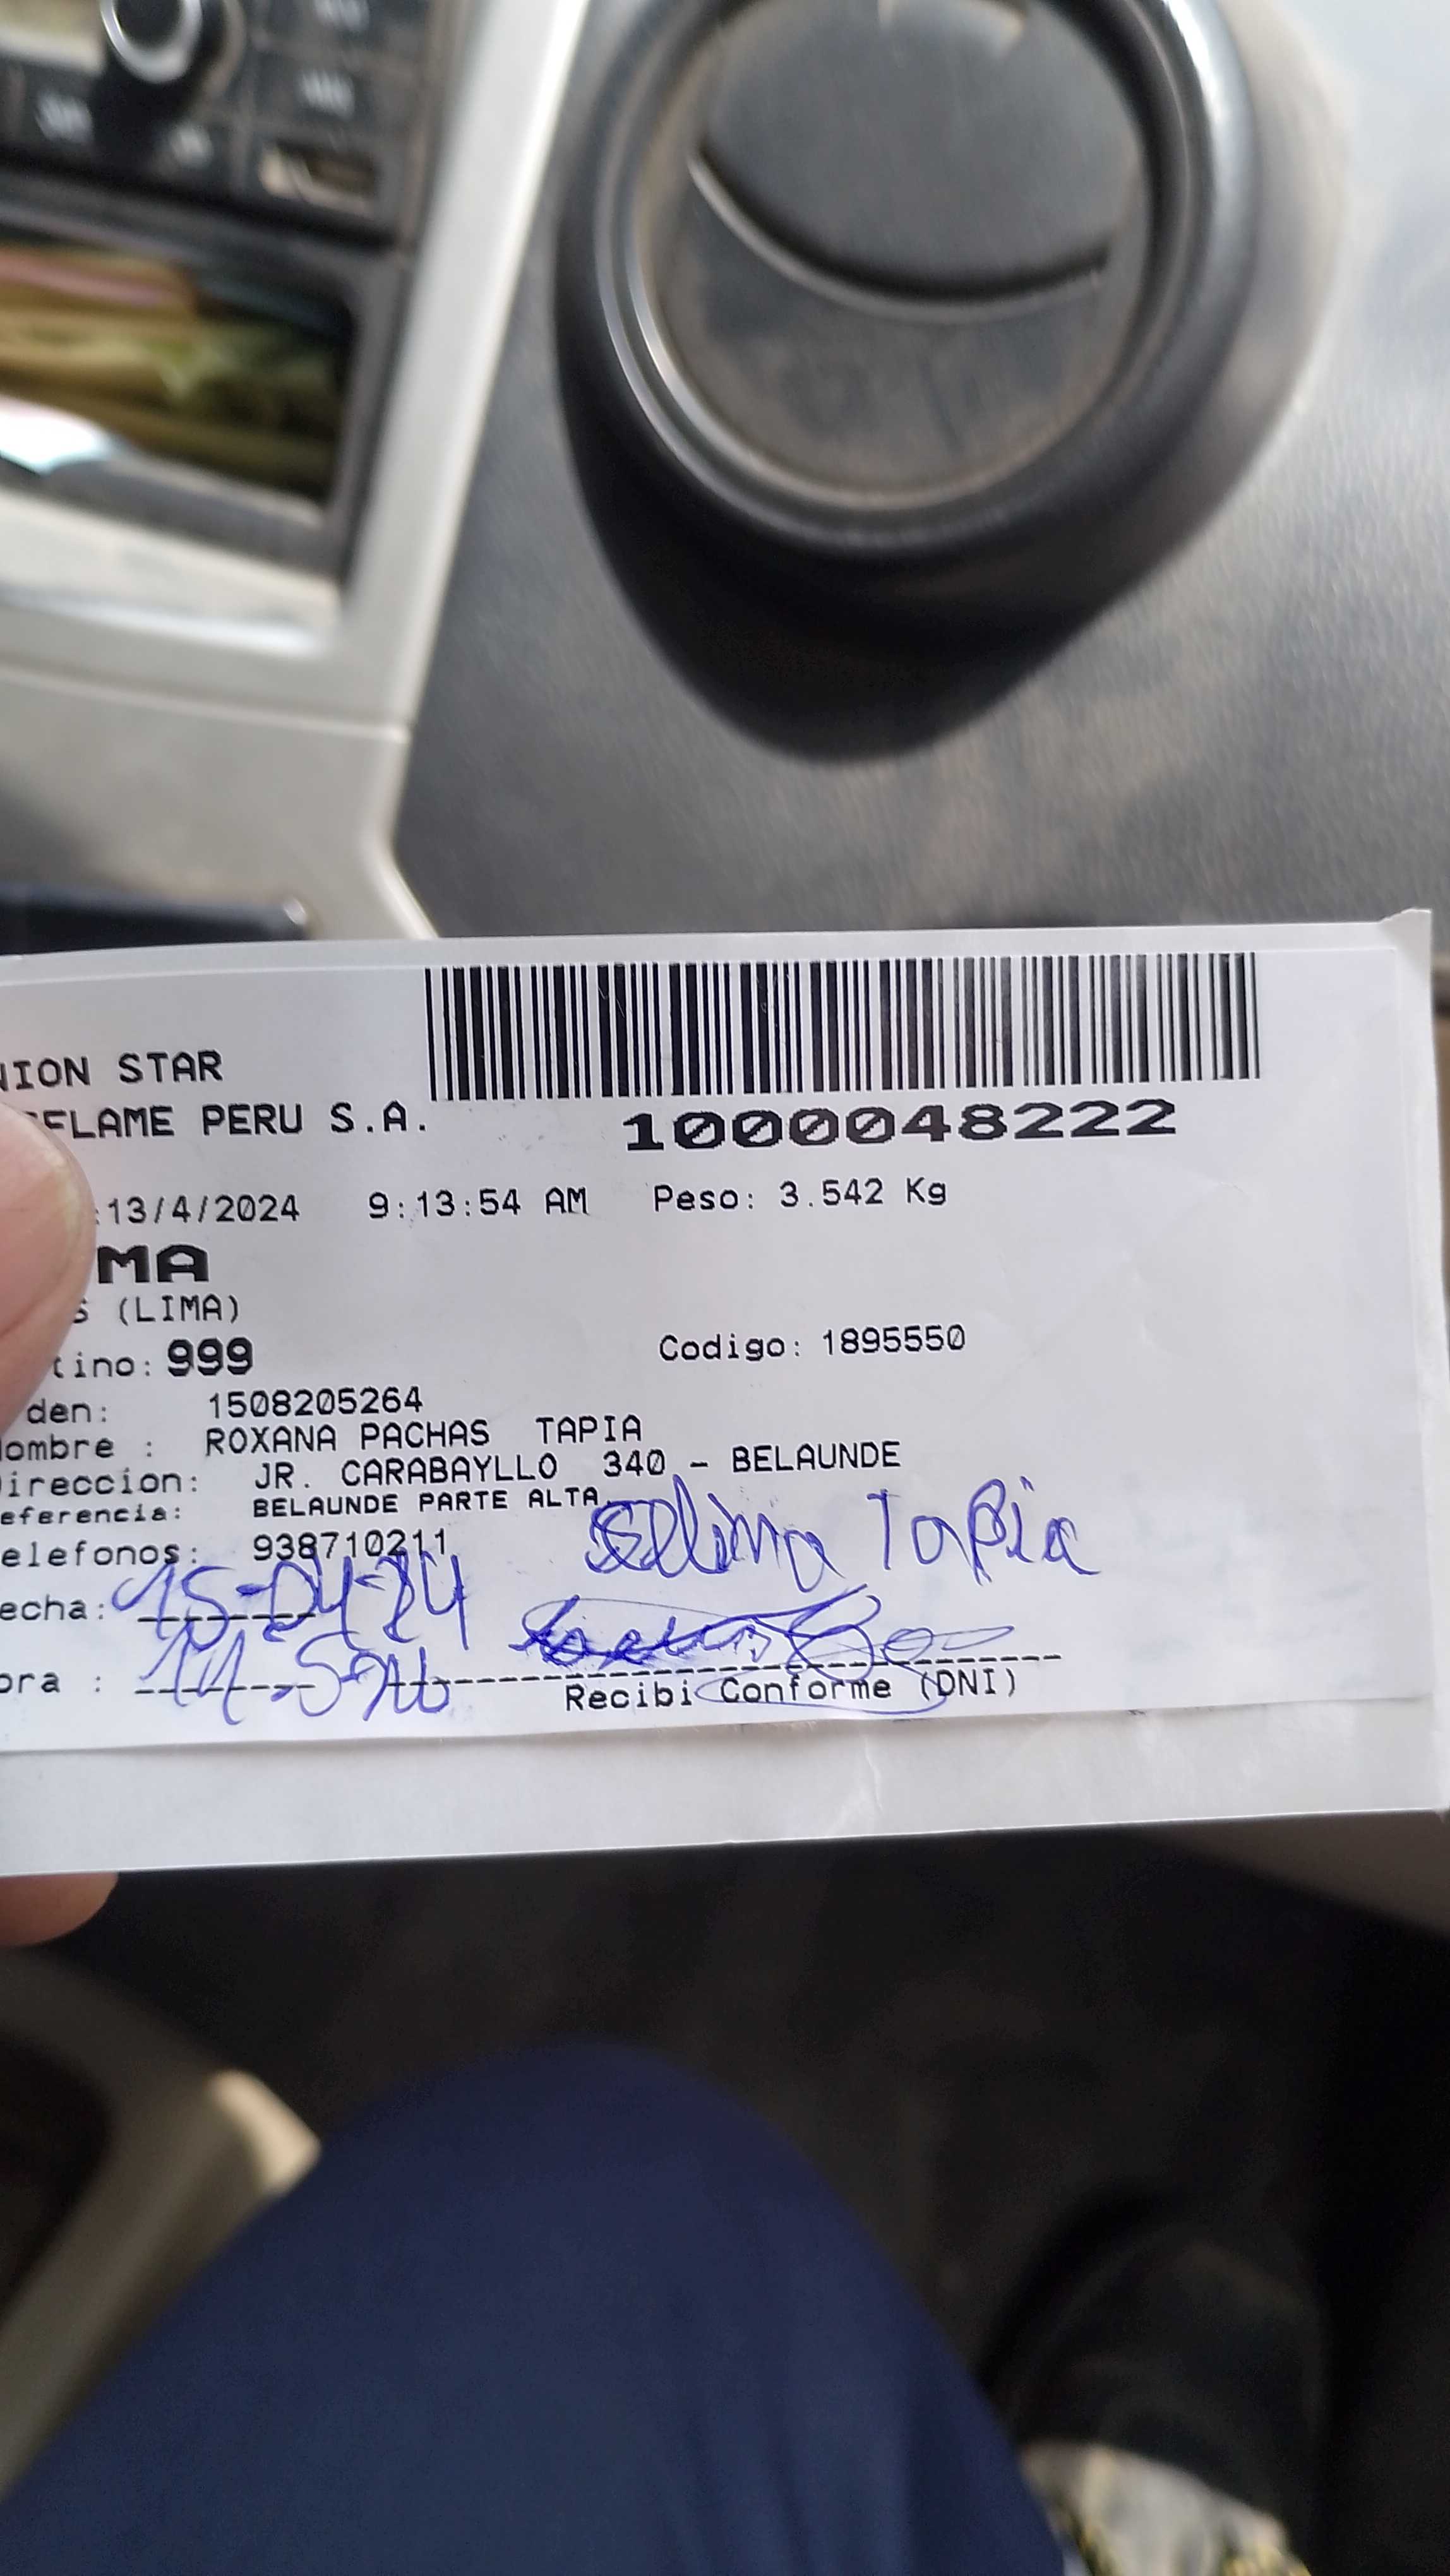 NION STAR
FLAME PERU S.A.
1000048222
:13/4/2024 9:13:54 AM Peso: 3.542 Kg
MA
S (LIMA)
tino: 999 Codigo: 1895550
den: 1508205264
ombre : ROXANA PACHAS TAPIA
ireccion: JR. CARABAYLLO 340 - BELAUNDE
eferencia: BELAUNDE PARTE ALTA
elefonos: 938710211
Tapia
echa: 15-04-24
ora :
Recibi Conforme (DNI)